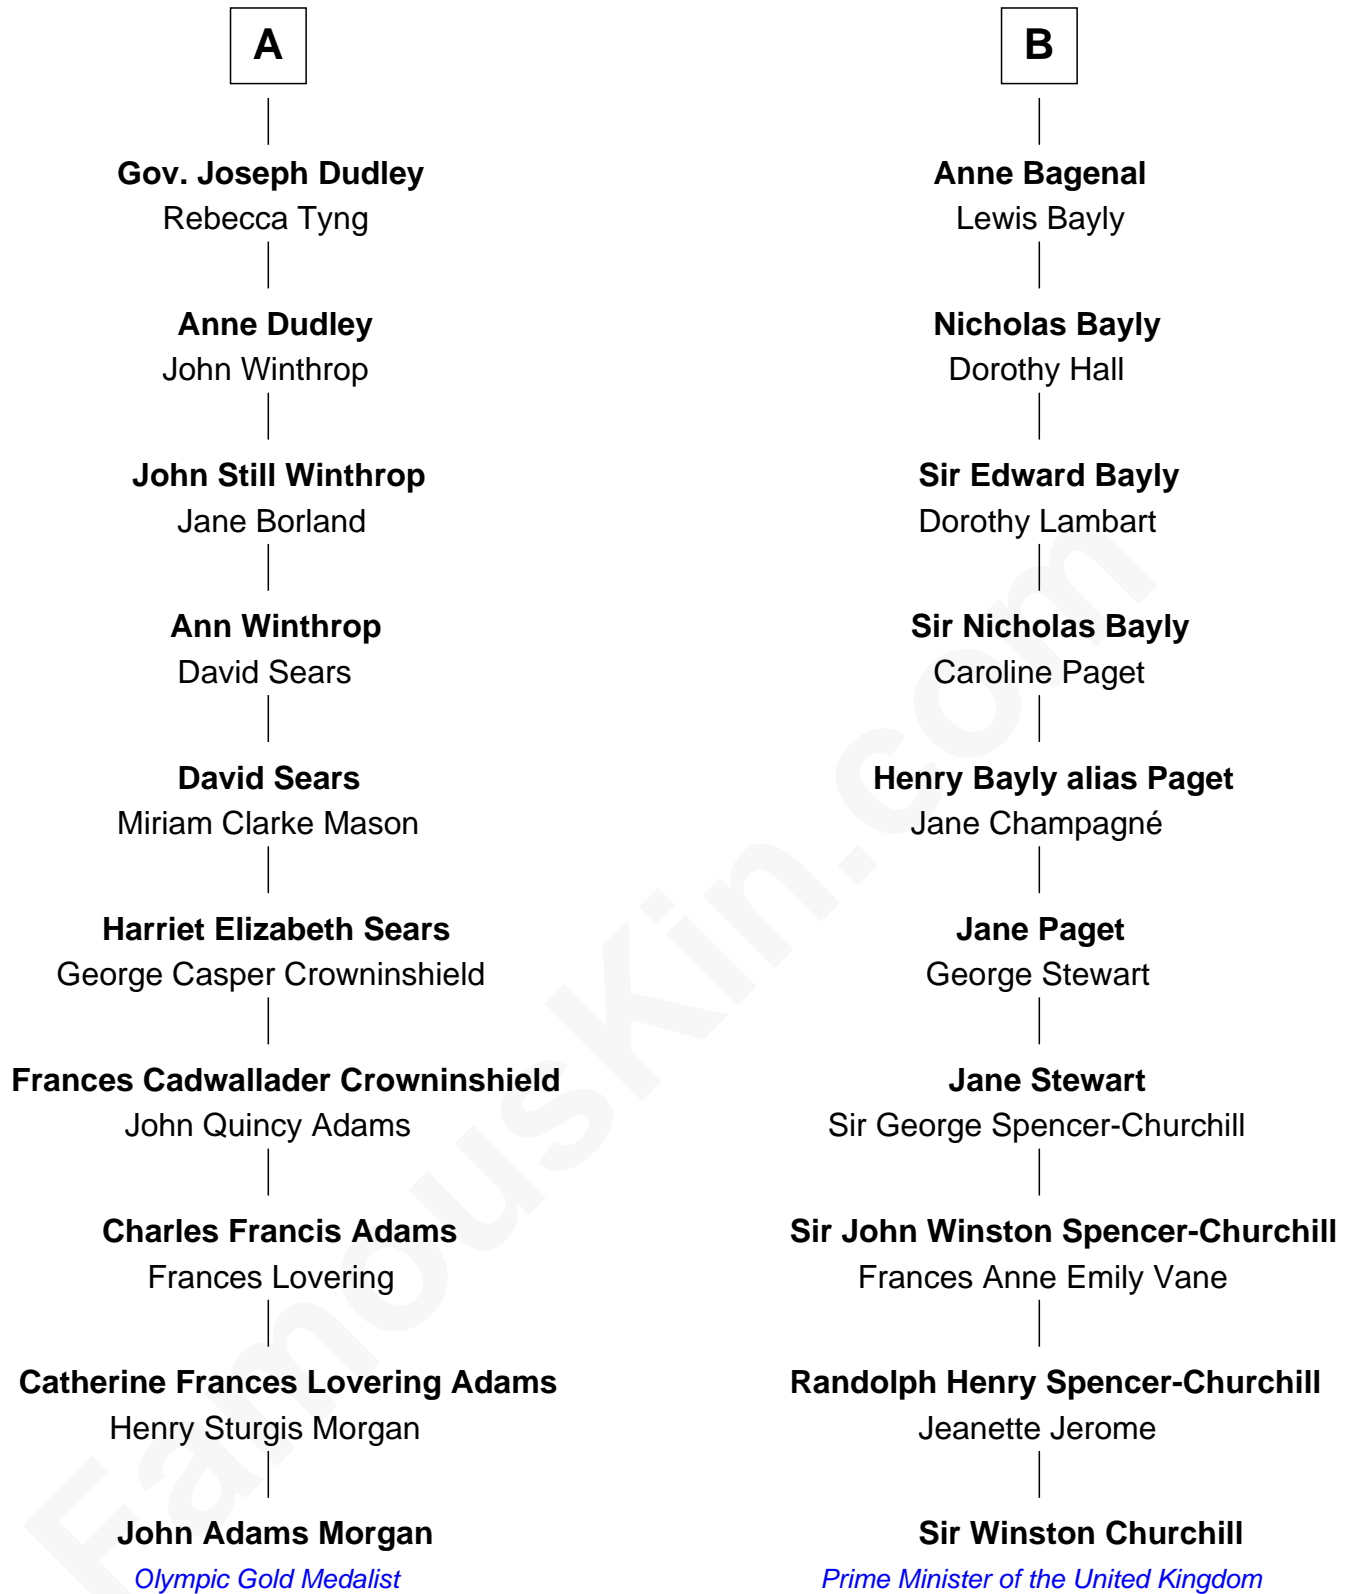 A
Gov. Joseph Dudley
Rebecca Tyng
Anne Dudley
John Winthrop
John Still Winthrop
Jane Borland
Ann Winthrop
David Sears
David Sears
Miriam Clarke Mason
Harriet Elizabeth Sears
George Casper Crowninshield
Frances Cadwallader Crowninshield
John Quincy Adams
Charles Francis Adams
Frances Lovering
Catherine Frances Lovering Adams
Henry Sturgis Morgan
John Adams Morgan
Olympic Gold Medalist
B
Anne Bagenal
Lewis Bayly
Nicholas Bayly
Dorothy Hall
Sir Edward Bayly
Dorothy Lambart
Sir Nicholas Bayly
Caroline Paget
Henry Bayly alias Paget
Jane Champagné
Jane Paget
George Stewart
Jane Stewart
Sir George Spencer-Churchill
Sir John Winston Spencer-Churchill
Frances Anne Emily Vane
Randolph Henry Spencer-Churchill
Jeanette Jerome
Sir Winston Churchill
Prime Minister of the United Kingdom
FamousKin.com